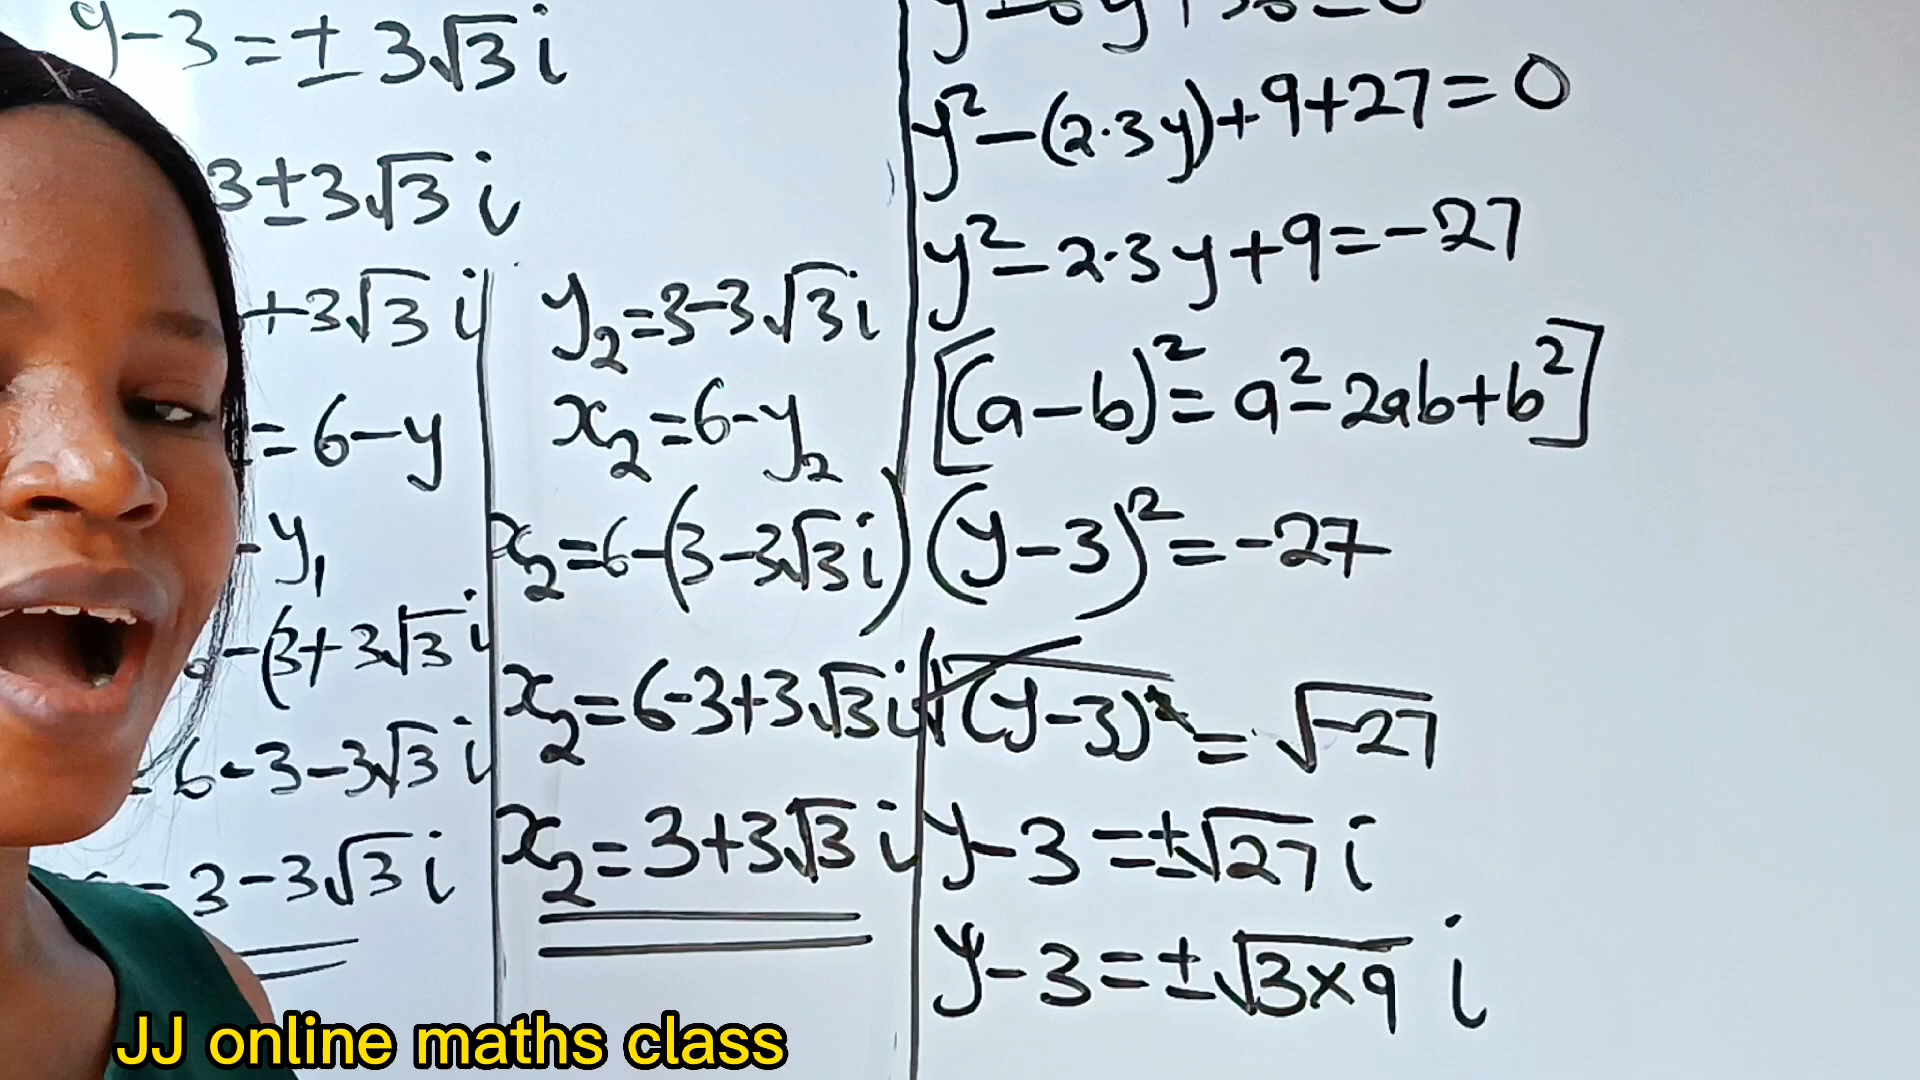 y-3=±3√3 i
3±3√3 i
+3√3 i
=6-y
-y₁
-(3+3√3 i
6-3-3√3 i
=3-3√3 i
y₂=3-3√3 i
x₂=6-y₂
x₂=6-(3-3√3 i)
x₂=6-3+3√3 i
x₂=3+3√3 i
y²-(2·3y)+9+27=0
y²-2·3y+9=-27
[(a-b)²=a²-2ab+b²]
(y-3)²=-27
√(y-3)²=√-27
y-3=±√27 i
y-3=±√3×9 i
JJ online maths class